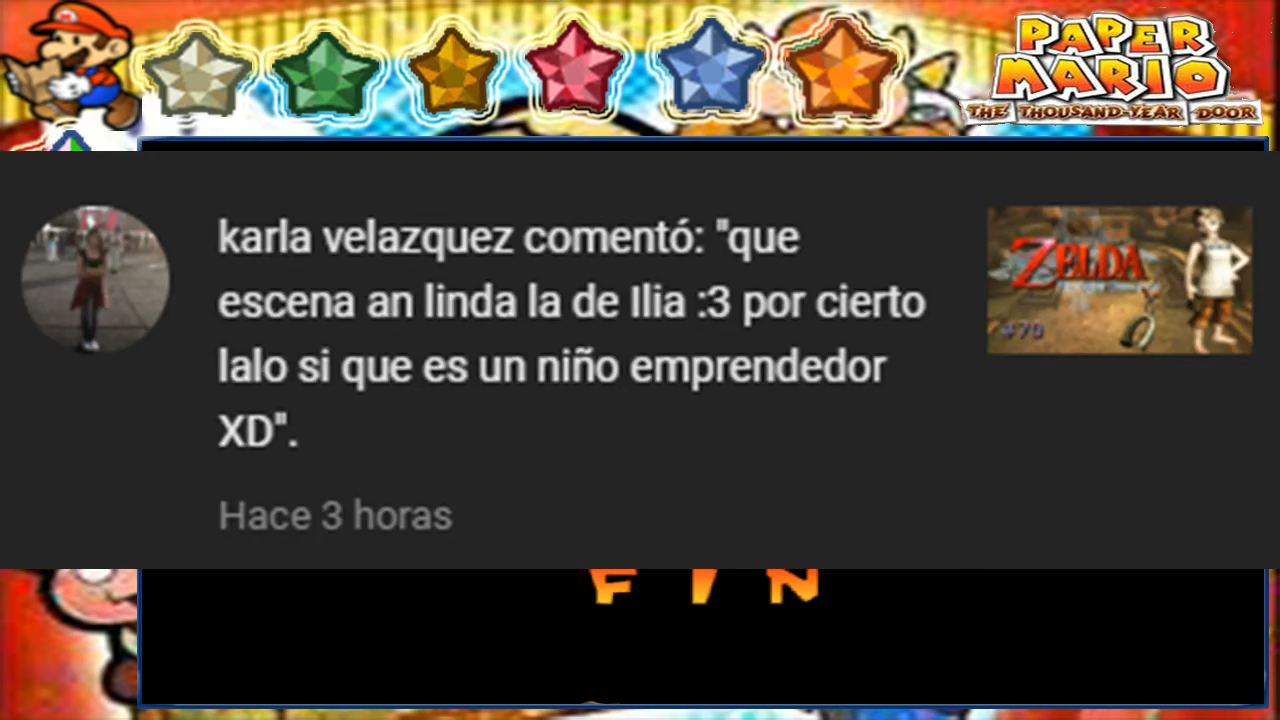 PAPER
MARIO
THE THOUSAND-YEAR DOOR
karla velazquez comentó: "que
escena an linda la de Ilia :3 por cierto
lalo si que es un niño emprendedor
XD".
Hace 3 horas
ZELDA
#70
FIN